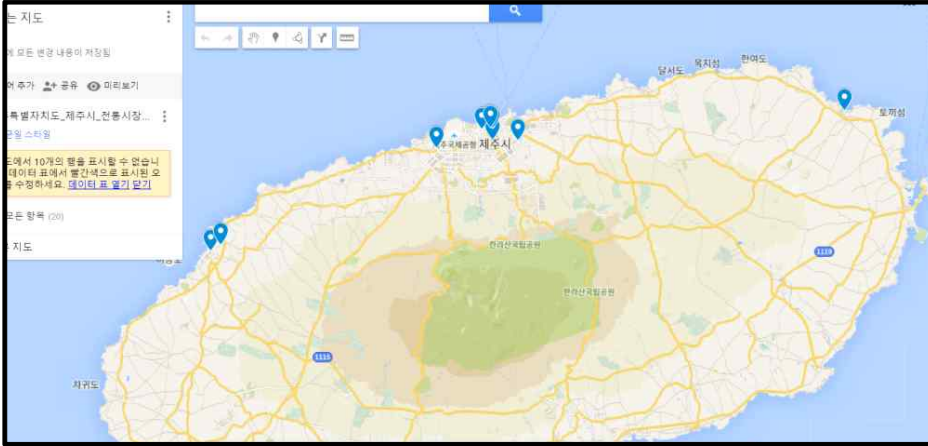 는 지도
에 모든 변경 내용이 저장됨
어 추가 공유 미리보기
특별자치도_제주시_전통시장...
균일 스타일
도에서 10개의 행을 표시할 수 없습니
데이터 표에서 빨간색으로 표시된 오
를 수정하세요. 데이터 표 열기 닫기
모든 항목 (20)
지도
달서도
목지섬
한여도
토끼섬
제주시
한라산국립공원
한라산국립공원
1119
1115
차귀도